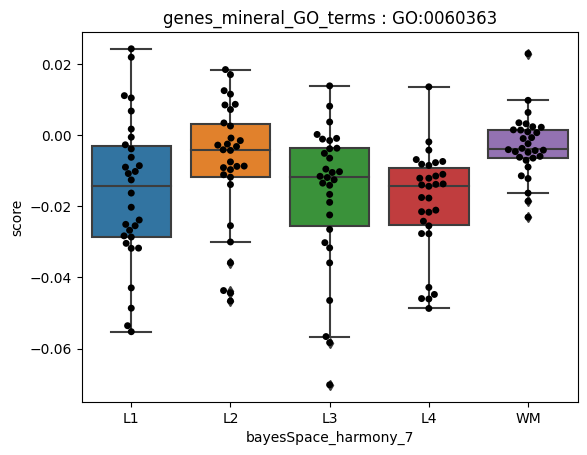 genes_mineral_GO_terms : GO:0060363
score
0.02
0.00
−0.02
−0.04
−0.06
L1 L2 L3 L4 WM
bayesSpace_harmony_7